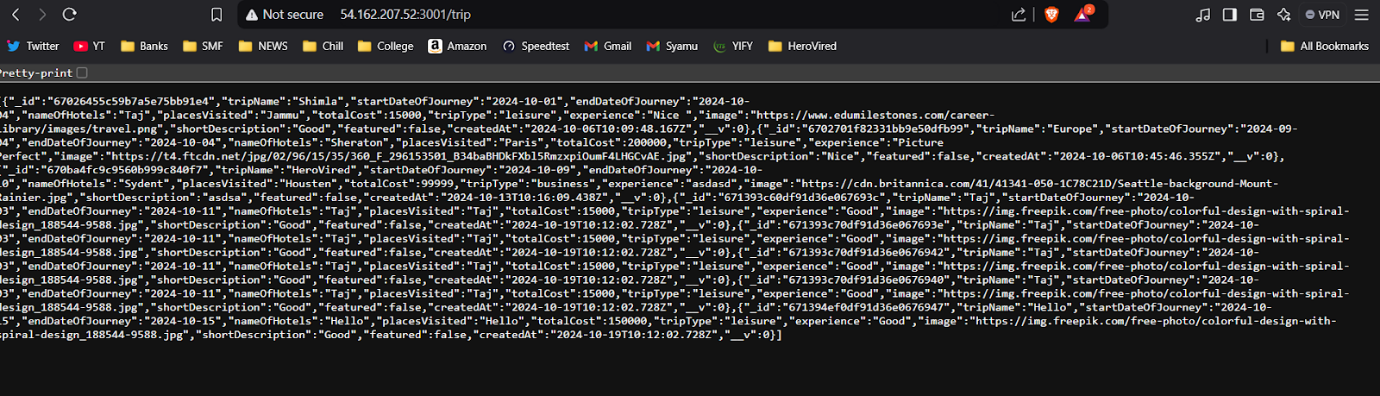 Not secure 54.162.207.52:3001/trip 2 VPN
Twitter YT Banks SMF NEWS Chill College Amazon Speedtest Gmail Syamu YIFY HeroVired All Bookmarks
Pretty-print
[{"_id":"67026455c59b7a5e75bb91e4","tripName":"Shimla","startDateOfJourney":"2024-10-01","endDateOfJourney":"2024-10-
04","nameOfHotels":"Taj","placesVisited":"Jammu","totalCost":15000,"tripType":"leisure","experience":"Nice ","image":"https://www.edumilestones.com/career-
library/images/travel.png","shortDescription":"Good","featured":false,"createdAt":"2024-10-06T10:09:48.167Z","__v":0},{"_id":"6702701f82331bb9e50dfb99","tripName":"Europe","startDateOfJourney":"2024-09-
04","endDateOfJourney":"2024-10-04","nameOfHotels":"Sheraton","placesVisited":"Paris","totalCost":200000,"tripType":"leisure","experience":"Picture
Perfect","image":"https://t4.ftcdn.net/jpg/02/96/15/35/360_F_296153501_B34baBHDkFXbl5RmzxpiOumF4LHGCvAE.jpg","shortDescription":"Nice","featured":false,"createdAt":"2024-10-06T10:45:46.355Z","__v":0},
{"_id":"670ba4fc9c9560b999c840f7","tripName":"HeroVired","startDateOfJourney":"2024-10-09","endDateOfJourney":"2024-10-
10","nameOfHotels":"Sydent","placesVisited":"Housten","totalCost":99999,"tripType":"business","experience":"asdasd","image":"https://cdn.britannica.com/41/41341-050-1C78C21D/Seattle-background-Mount-
Rainier.jpg","shortDescription":"asdsa","featured":false,"createdAt":"2024-10-13T10:16:09.438Z","__v":0},{"_id":"671393c60df91d36e067693c","tripName":"Taj","startDateOfJourney":"2024-10-
03","endDateOfJourney":"2024-10-11","nameOfHotels":"Taj","placesVisited":"Taj","totalCost":15000,"tripType":"leisure","experience":"Good","image":"https://img.freepik.com/free-photo/colorful-design-with-spiral-
design_188544-9588.jpg","shortDescription":"Good","featured":false,"createdAt":"2024-10-19T10:12:02.728Z","__v":0},{"_id":"671393c70df91d36e067693e","tripName":"Taj","startDateOfJourney":"2024-10-
03","endDateOfJourney":"2024-10-11","nameOfHotels":"Taj","placesVisited":"Taj","totalCost":15000,"tripType":"leisure","experience":"Good","image":"https://img.freepik.com/free-photo/colorful-design-with-spiral-
design_188544-9588.jpg","shortDescription":"Good","featured":false,"createdAt":"2024-10-19T10:12:02.728Z","__v":0},{"_id":"671393c70df91d36e0676942","tripName":"Taj","startDateOfJourney":"2024-10-
03","endDateOfJourney":"2024-10-11","nameOfHotels":"Taj","placesVisited":"Taj","totalCost":15000,"tripType":"leisure","experience":"Good","image":"https://img.freepik.com/free-photo/colorful-design-with-spiral-
design_188544-9588.jpg","shortDescription":"Good","featured":false,"createdAt":"2024-10-19T10:12:02.728Z","__v":0},{"_id":"671393c70df91d36e0676940","tripName":"Taj","startDateOfJourney":"2024-10-
03","endDateOfJourney":"2024-10-11","nameOfHotels":"Taj","placesVisited":"Taj","totalCost":15000,"tripType":"leisure","experience":"Good","image":"https://img.freepik.com/free-photo/colorful-design-with-spiral-
design_188544-9588.jpg","shortDescription":"Good","featured":false,"createdAt":"2024-10-19T10:12:02.728Z","__v":0},{"_id":"671394ef0df91d36e0676947","tripName":"Hello","startDateOfJourney":"2024-10-
15","endDateOfJourney":"2024-10-15","nameOfHotels":"Hello","placesVisited":"Hello","totalCost":150000,"tripType":"leisure","experience":"Good","image":"https://img.freepik.com/free-photo/colorful-design-with-
spiral-design_188544-9588.jpg","shortDescription":"Good","featured":false,"createdAt":"2024-10-19T10:12:02.728Z","__v":0}]